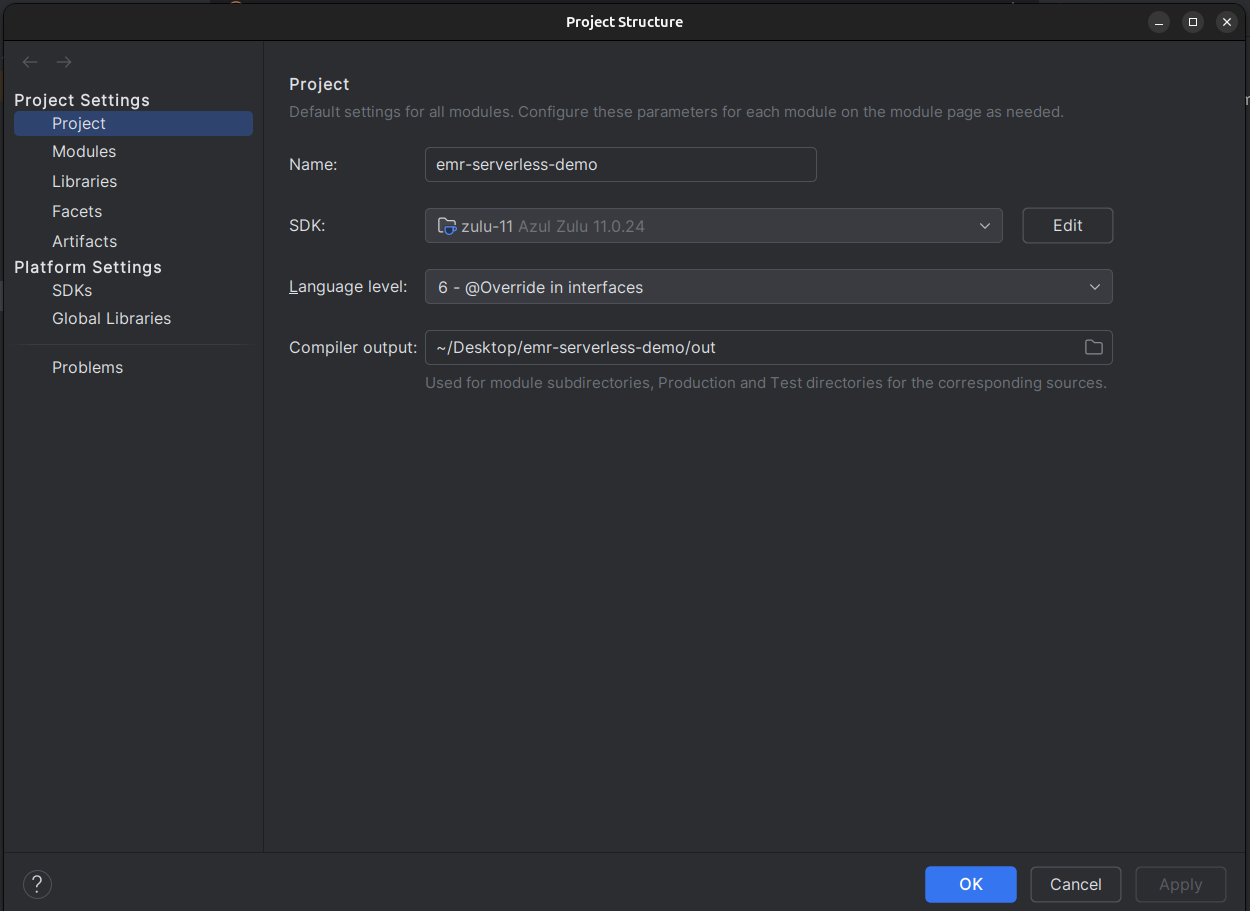 Project Structure
Project Settings
Project
Modules
Libraries
Facets
Artifacts
Platform Settings
SDKs
Global Libraries
Problems
Project
Default settings for all modules. Configure these parameters for each module on the module page as needed.
Name: emr-serverless-demo
SDK: zulu-11 Azul Zulu 11.0.24 Edit
Language level: 6 - @Override in interfaces
Compiler output: ~/Desktop/emr-serverless-demo/out
Used for module subdirectories, Production and Test directories for the corresponding sources.
? OK Cancel Apply